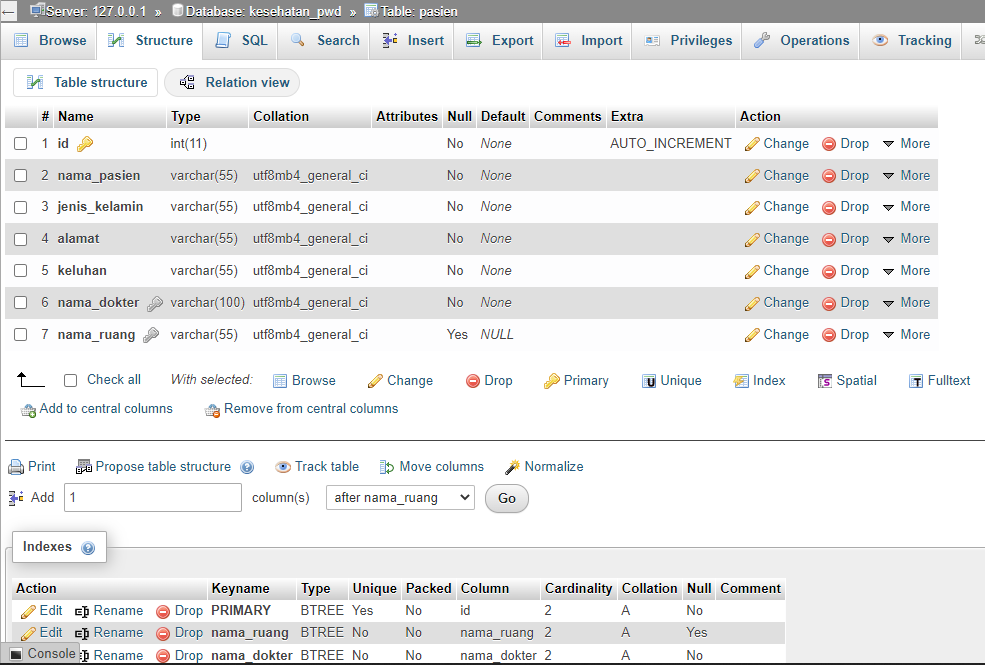 Server: 127.0.0.1 » Database: kesehatan_pwd » Table: pasien
Browse Structure SQL Search Insert Export Import Privileges Operations Tracking
Table structure Relation view
# Name Type Collation Attributes Null Default Comments Extra Action
1 id int(11) No None AUTO_INCREMENT Change Drop More
2 nama_pasien varchar(55) utf8mb4_general_ci No None Change Drop More
3 jenis_kelamin varchar(55) utf8mb4_general_ci No None Change Drop More
4 alamat varchar(55) utf8mb4_general_ci No None Change Drop More
5 keluhan varchar(55) utf8mb4_general_ci No None Change Drop More
6 nama_dokter varchar(100) utf8mb4_general_ci No None Change Drop More
7 nama_ruang varchar(55) utf8mb4_general_ci Yes NULL Change Drop More
Check all With selected: Browse Change Drop Primary Unique Index Spatial Fulltext
Add to central columns Remove from central columns
Print Propose table structure Track table Move columns Normalize
Add 1 column(s) after nama_ruang Go
Indexes
Action Keyname Type Unique Packed Column Cardinality Collation Null Comment
Edit Rename Drop PRIMARY BTREE Yes No id 2 A No
Edit Rename Drop nama_ruang BTREE No No nama_ruang 2 A Yes
Console Rename Drop nama_dokter BTREE No No nama_dokter 2 A No